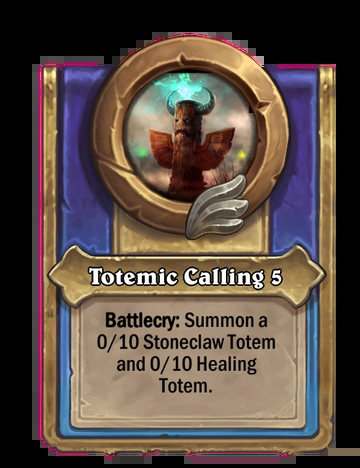 Totemic Calling 5
Battlecry: Summon a
0/10 Stoneclaw Totem
and 0/10 Healing
Totem.